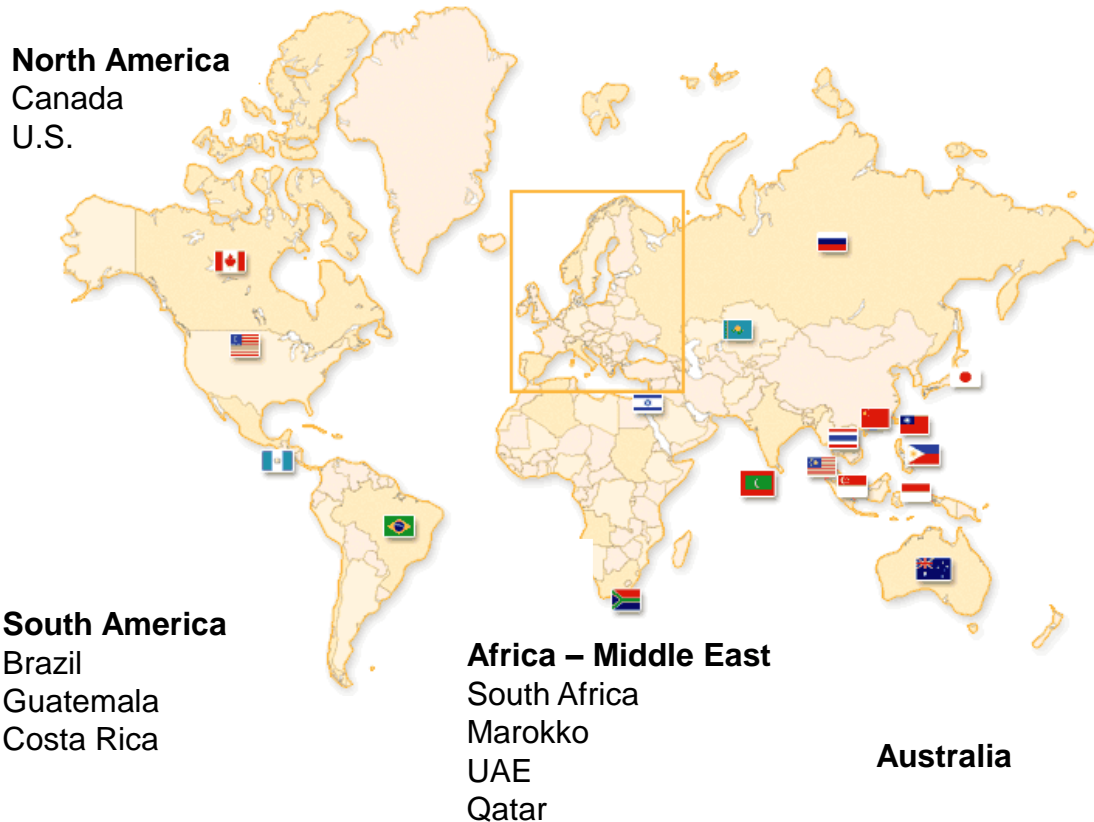 North America
Canada
U.S.
South America
Brazil
Guatemala
Costa Rica
Africa – Middle East
South Africa
Marokko
UAE
Qatar
Australia